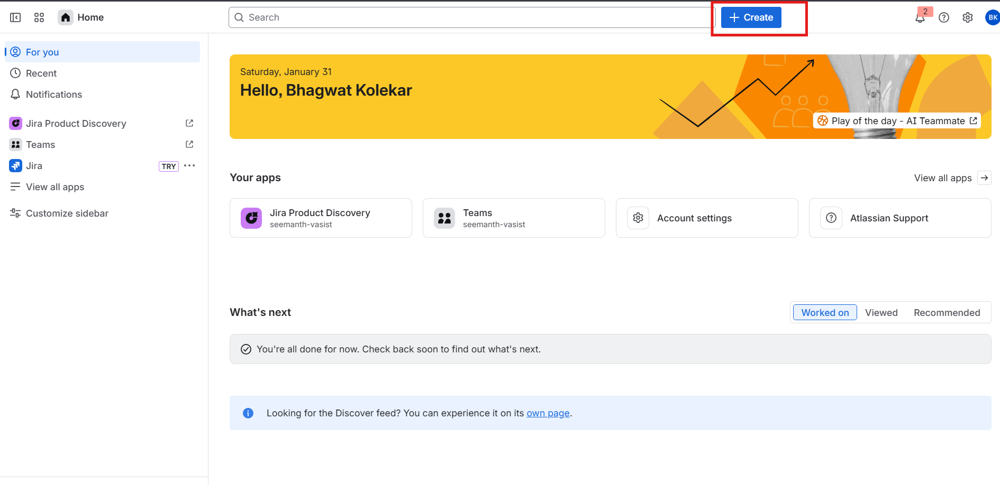 Home
Search
Create
2
BK
For you
Recent
Notifications
Jira Product Discovery
Teams
Jira
TRY
View all apps
Customize sidebar
Saturday, January 31
Hello, Bhagwat Kolekar
Play of the day - AI Teammate
Your apps
View all apps
Jira Product Discovery
seemanth-vasist
Teams
seemanth-vasist
Account settings
Atlassian Support
What's next
Worked on
Viewed
Recommended
You're all done for now. Check back soon to find out what's next.
Looking for the Discover feed? You can experience it on its own page.